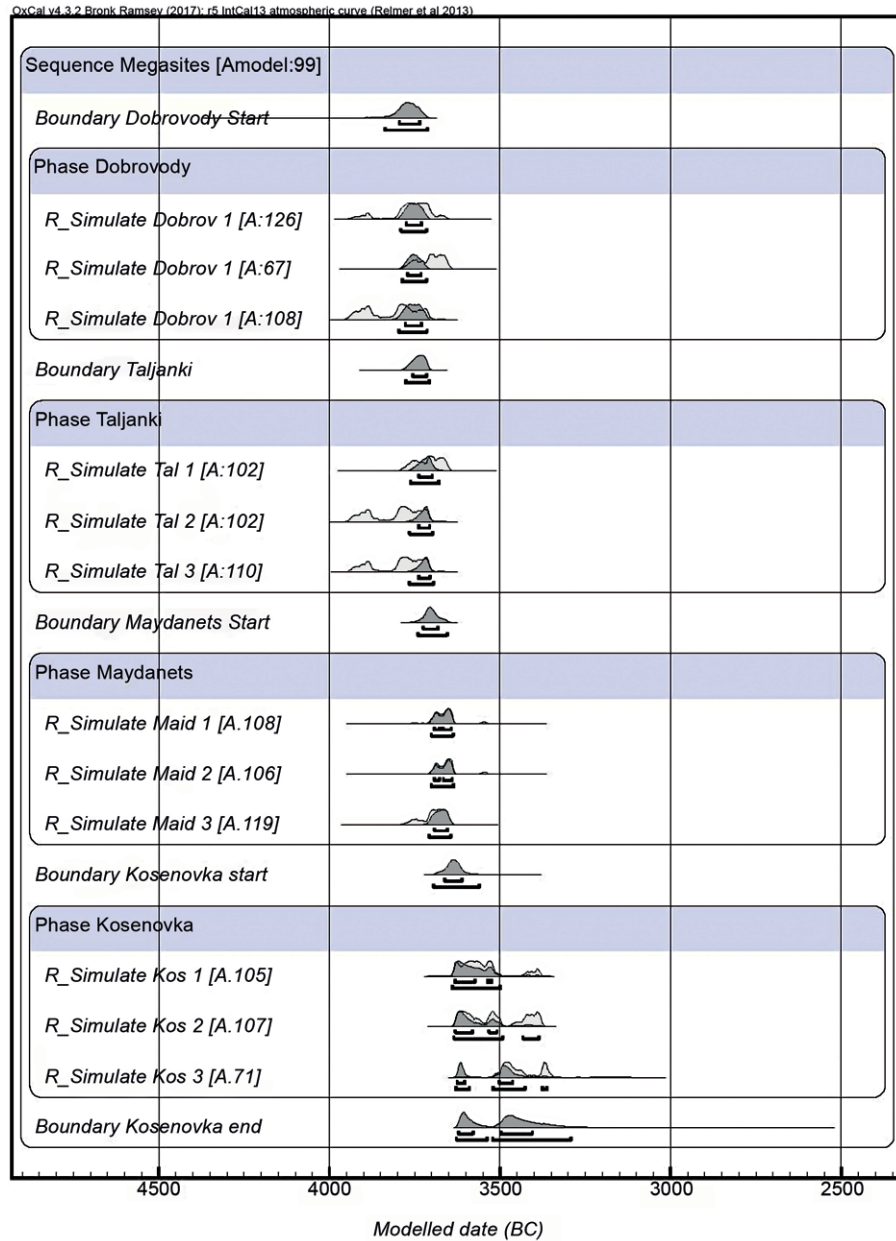 OxCal v4.3.2 Bronk Ramsey (2017); r5 IntCal13 atmospheric curve (Reimer et al 2013)
Sequence Megasites [Amodel:99]
Boundary Dobrovody Start
Phase Dobrovody
R_Simulate Dobrov 1 [A:126]
R_Simulate Dobrov 1 [A:67]
R_Simulate Dobrov 1 [A:108]
Boundary Taljanki
Phase Taljanki
R_Simulate Tal 1 [A:102]
R_Simulate Tal 2 [A:102]
R_Simulate Tal 3 [A:110]
Boundary Maydanets Start
Phase Maydanets
R_Simulate Maid 1 [A.108]
R_Simulate Maid 2 [A.106]
R_Simulate Maid 3 [A.119]
Boundary Kosenovka start
Phase Kosenovka
R_Simulate Kos 1 [A.105]
R_Simulate Kos 2 [A.107]
R_Simulate Kos 3 [A.71]
Boundary Kosenovka end
4500 4000 3500 3000 2500
Modelled date (BC)